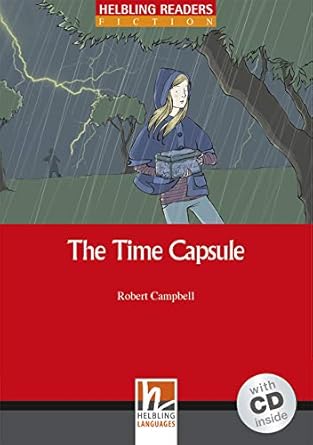 HELBLING READERS
FICTION
The Time Capsule
Robert Campbell
h
HELBLING
LANGUAGES
with
CD
inside